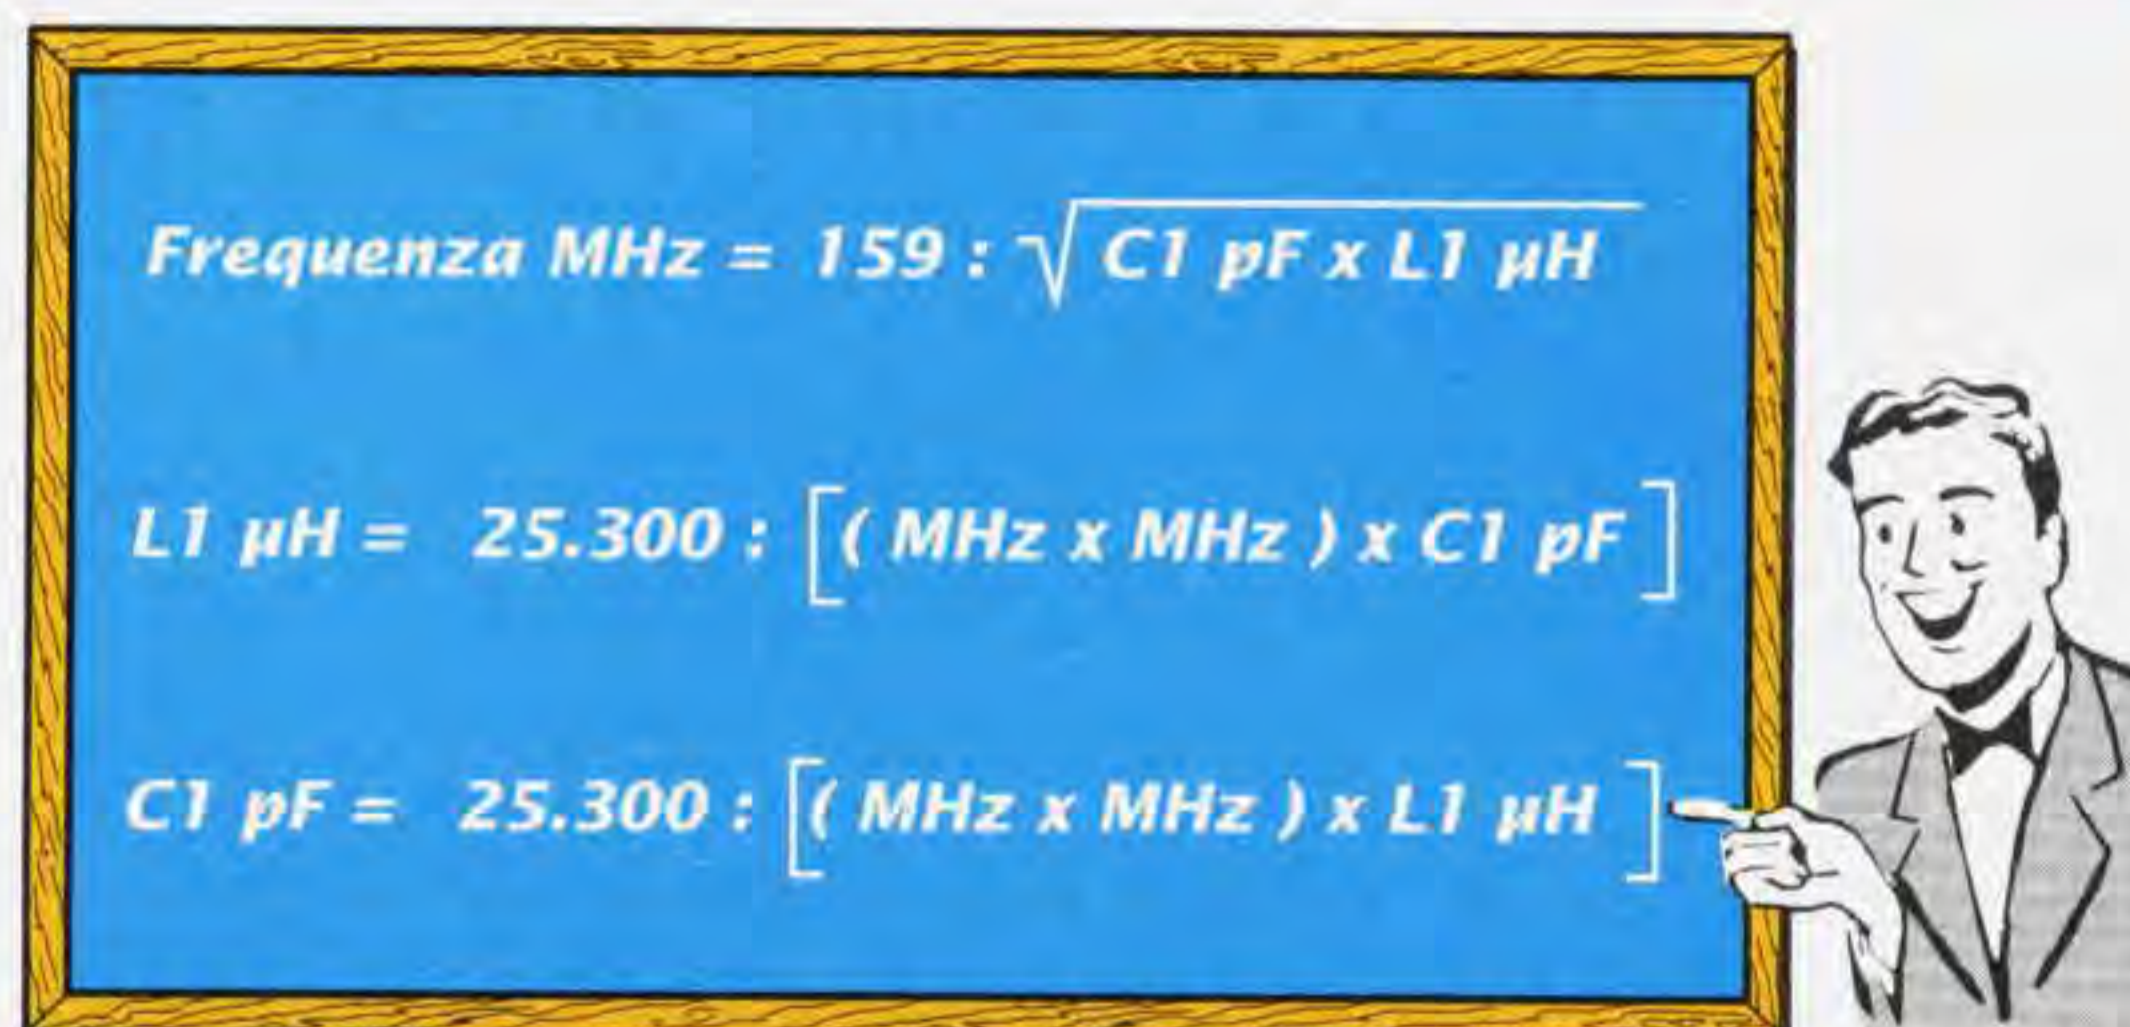 Frequenza MHz = 159 : √ C1 pF x L1 µH
L1 µH = 25.300 : [( MHz x MHz ) x C1 pF ]
C1 pF = 25.300 : [( MHz x MHz ) x L1 µH ]